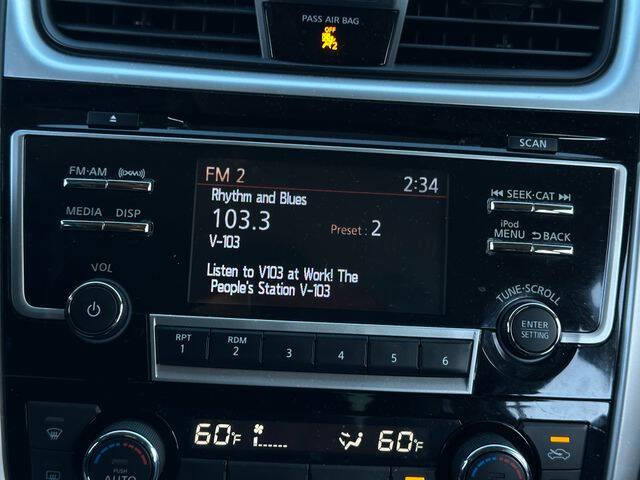 PASS AIR BAG
OFF
2
SCAN
FM·AM
MEDIA DISP
VOL
FM 2 2:34
Rhythm and Blues
103.3
Preset : 2
V-103
Listen to V103 at Work! The
People's Station V-103
SEEK·CAT
iPod
MENU BACK
TUNE·SCROLL
ENTER
SETTING
RPT
1
RDM
2
3
4
5
6
60°F
60°F
PUSH
AUTO